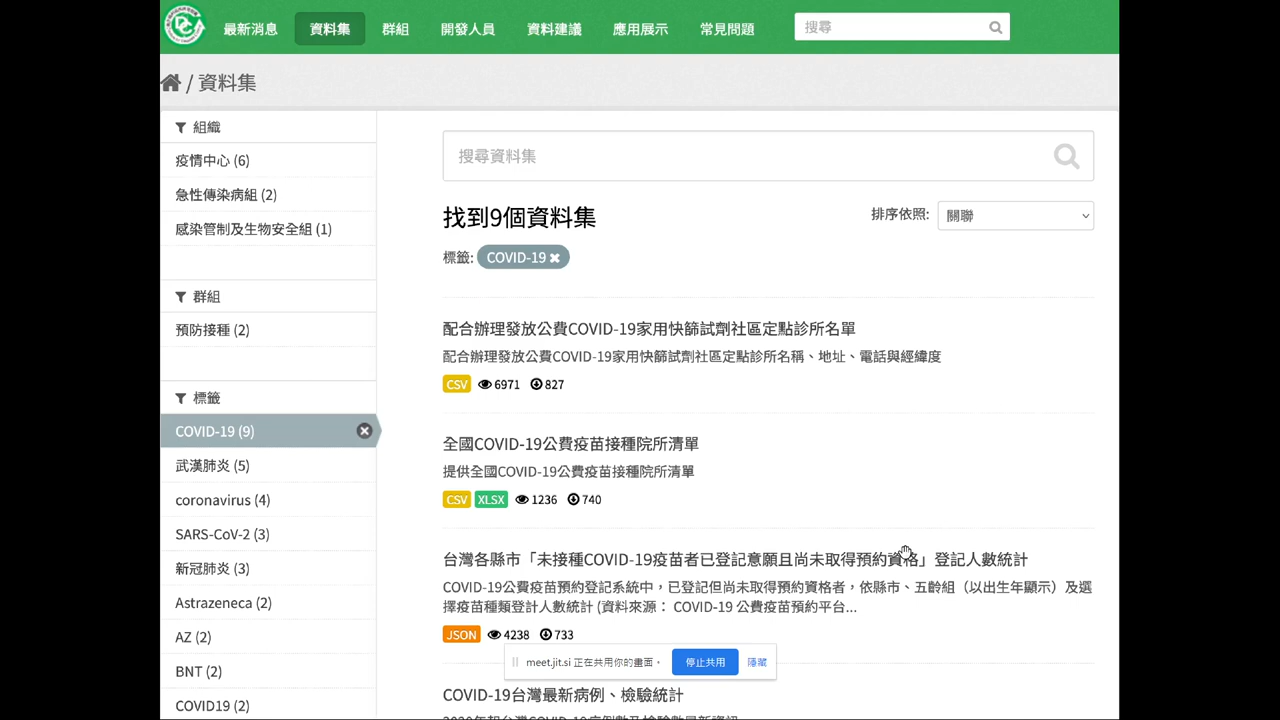 最新消息
資料集
群組
開發人員
資料建議
應用展示
常見問題
搜尋
/ 資料集
組織
疫情中心 (6)
急性傳染病組 (2)
感染管制及生物安全組 (1)
群組
預防接種 (2)
標籤
COVID-19 (9)
武漢肺炎 (5)
coronavirus (4)
SARS-CoV-2 (3)
新冠肺炎 (3)
Astrazeneca (2)
AZ (2)
BNT (2)
COVID19 (2)
搜尋資料集
找到9個資料集
排序依照:
關聯
標籤: COVID-19
配合辦理發放公費COVID-19家用快篩試劑社區定點診所名單
配合辦理發放公費COVID-19家用快篩試劑社區定點診所名稱、地址、電話與經緯度
CSV 6971 827
全國COVID-19公費疫苗接種院所清單
提供全國COVID-19公費疫苗接種院所清單
CSV XLSX 1236 740
台灣各縣市「未接種COVID-19疫苗者已登記意願且尚未取得預約資格」登記人數統計
COVID-19公費疫苗預約登記系統中，已登記但尚未取得預約資格者，依縣市、五齡組（以出生年顯示）及選
擇疫苗種類登計人數統計 (資料來源： COVID-19 公費疫苗預約平台...
JSON 4238 733
meet.jit.si 正在共用你的畫面。
停止共用
隱藏
COVID-19台灣最新病例、檢驗統計